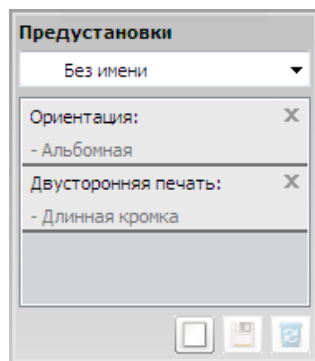 Предустановки
Без имени
Ориентация:
- Альбомная
Двусторонняя печать:
- Длинная кромка